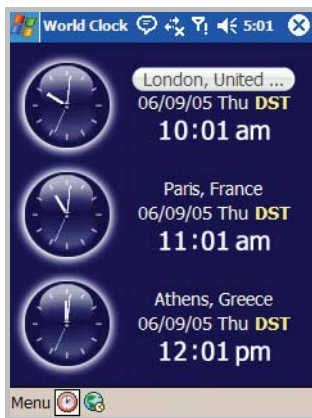 World Clock 5:01
London, United ...
06/09/05 Thu DST
10:01 am
Paris, France
06/09/05 Thu DST
11:01 am
Athens, Greece
06/09/05 Thu DST
12:01 pm
Menu